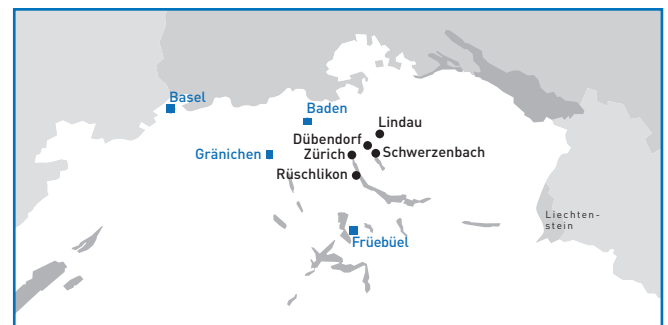 Basel
Baden
Lindau
Dübendorf
Gränichen
Zürich
Schwerzenbach
Rüschlikon
Liechten-
stein
Früebüel